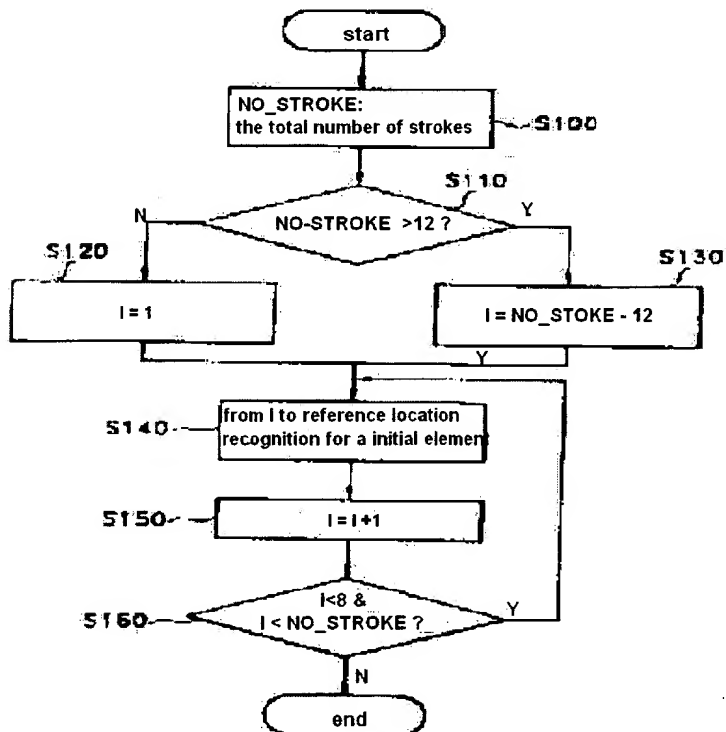 start
NO_STROKE:
the total number of strokes
S100
S110
N
NO-STROKE >12 ?
Y
S120
S130
I = 1
I = NO_STOKE - 12
Y
from I to reference location
S140
recognition for a initial elemen
S150
I = I +1
I<8 &
Y
S160
I < NO_STROKE ?
N
end